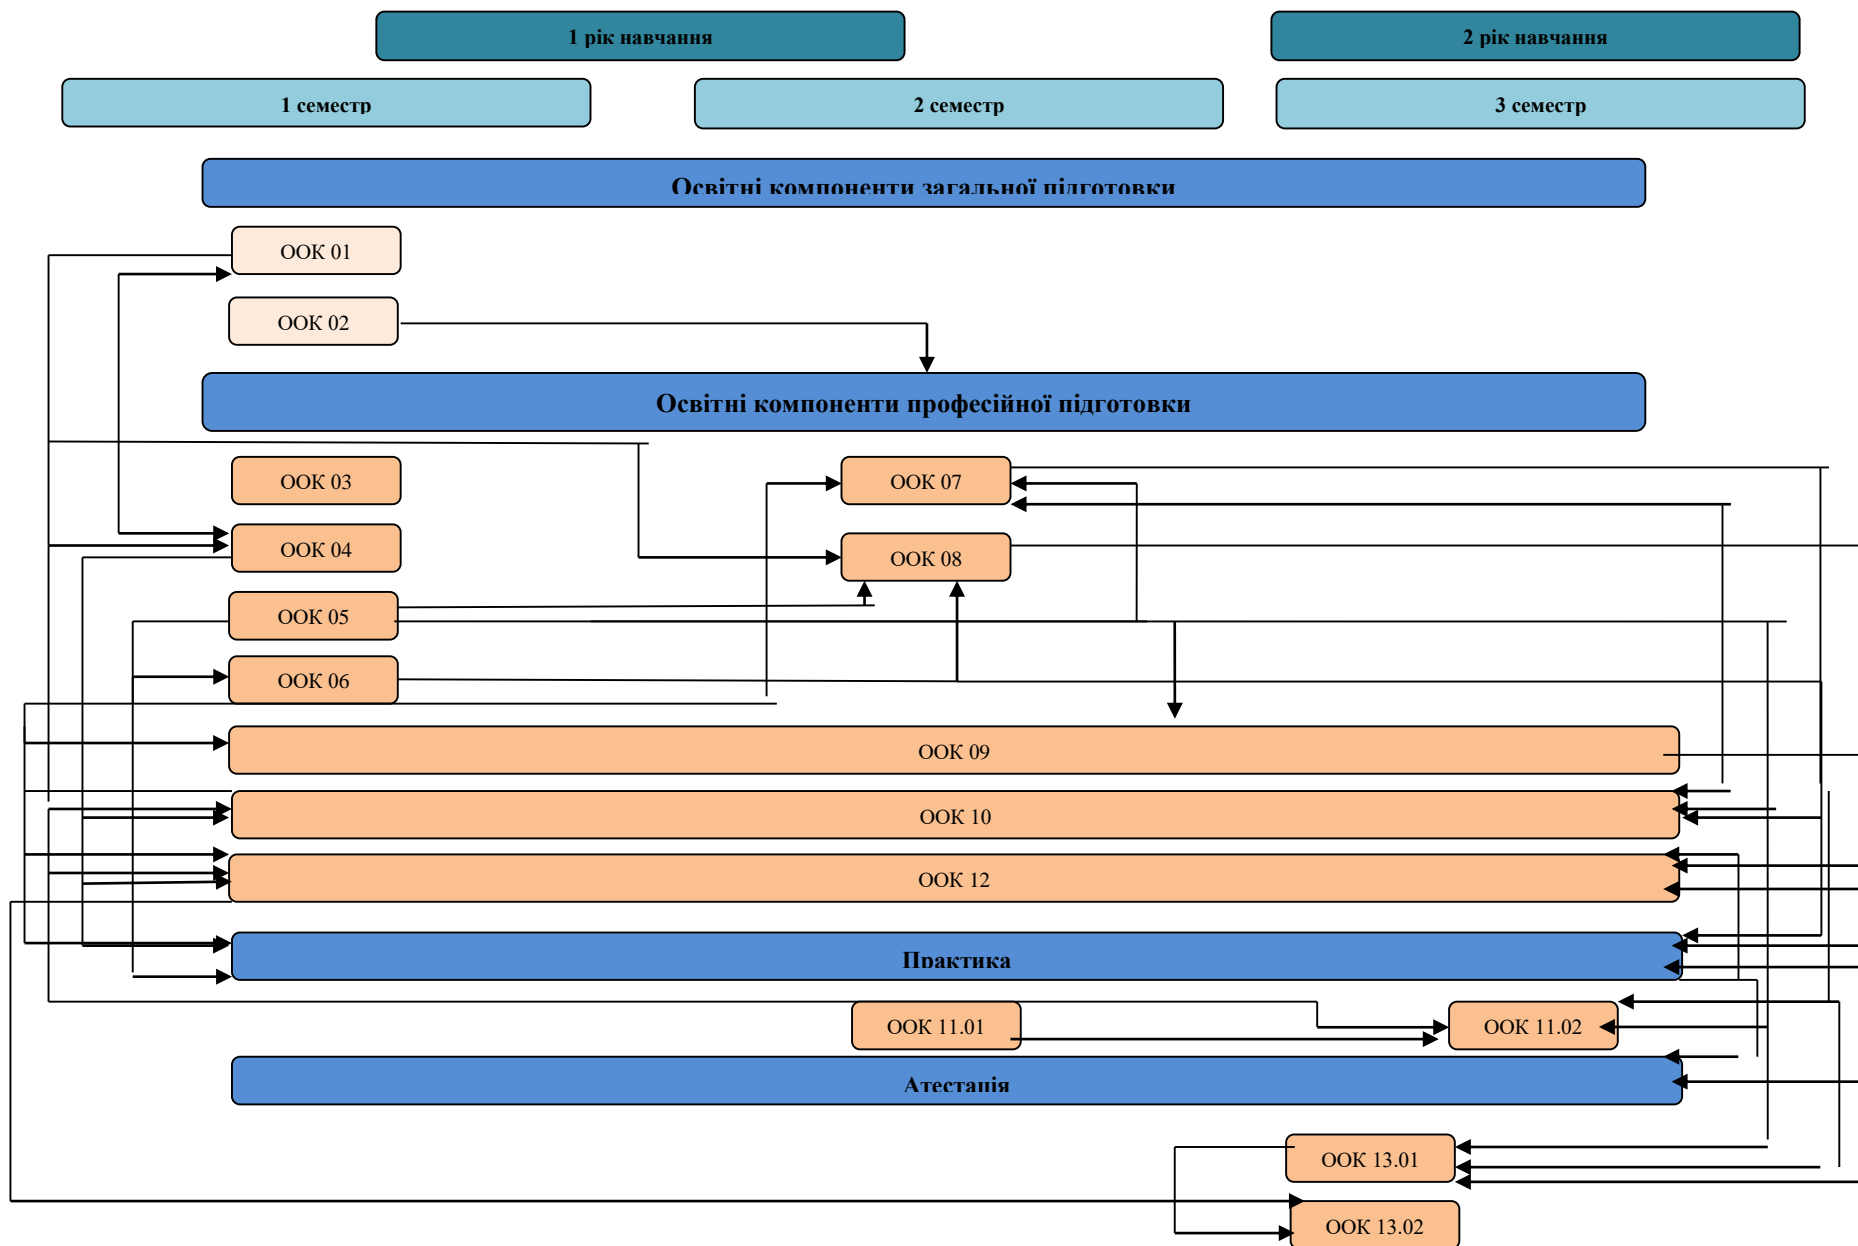 1 рік навчання
2 рік навчання
1 семестр
2 семестр
3 семестр
Освітні компоненти загальної підготовки
ООК 01
ООК 02
Освітні компоненти професійної підготовки
ООК 03
ООК 07
ООК 04
ООК 08
ООК 05
ООК 06
ООК 09
ООК 10
ООК 12
Практика
ООК 11.01
ООК 11.02
Атестація
ООК 13.01
ООК 13.02